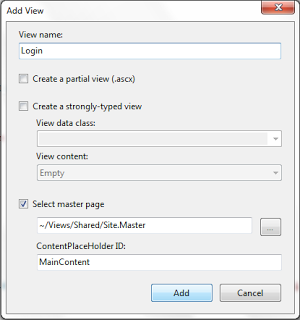 Add View
View name:
Login
Create a partial view (.ascx)
Create a strongly-typed view
View data class:
View content:
Empty
Select master page
~/Views/Shared/Site.Master
...
ContentPlaceHolder ID:
MainContent
Add Cancel